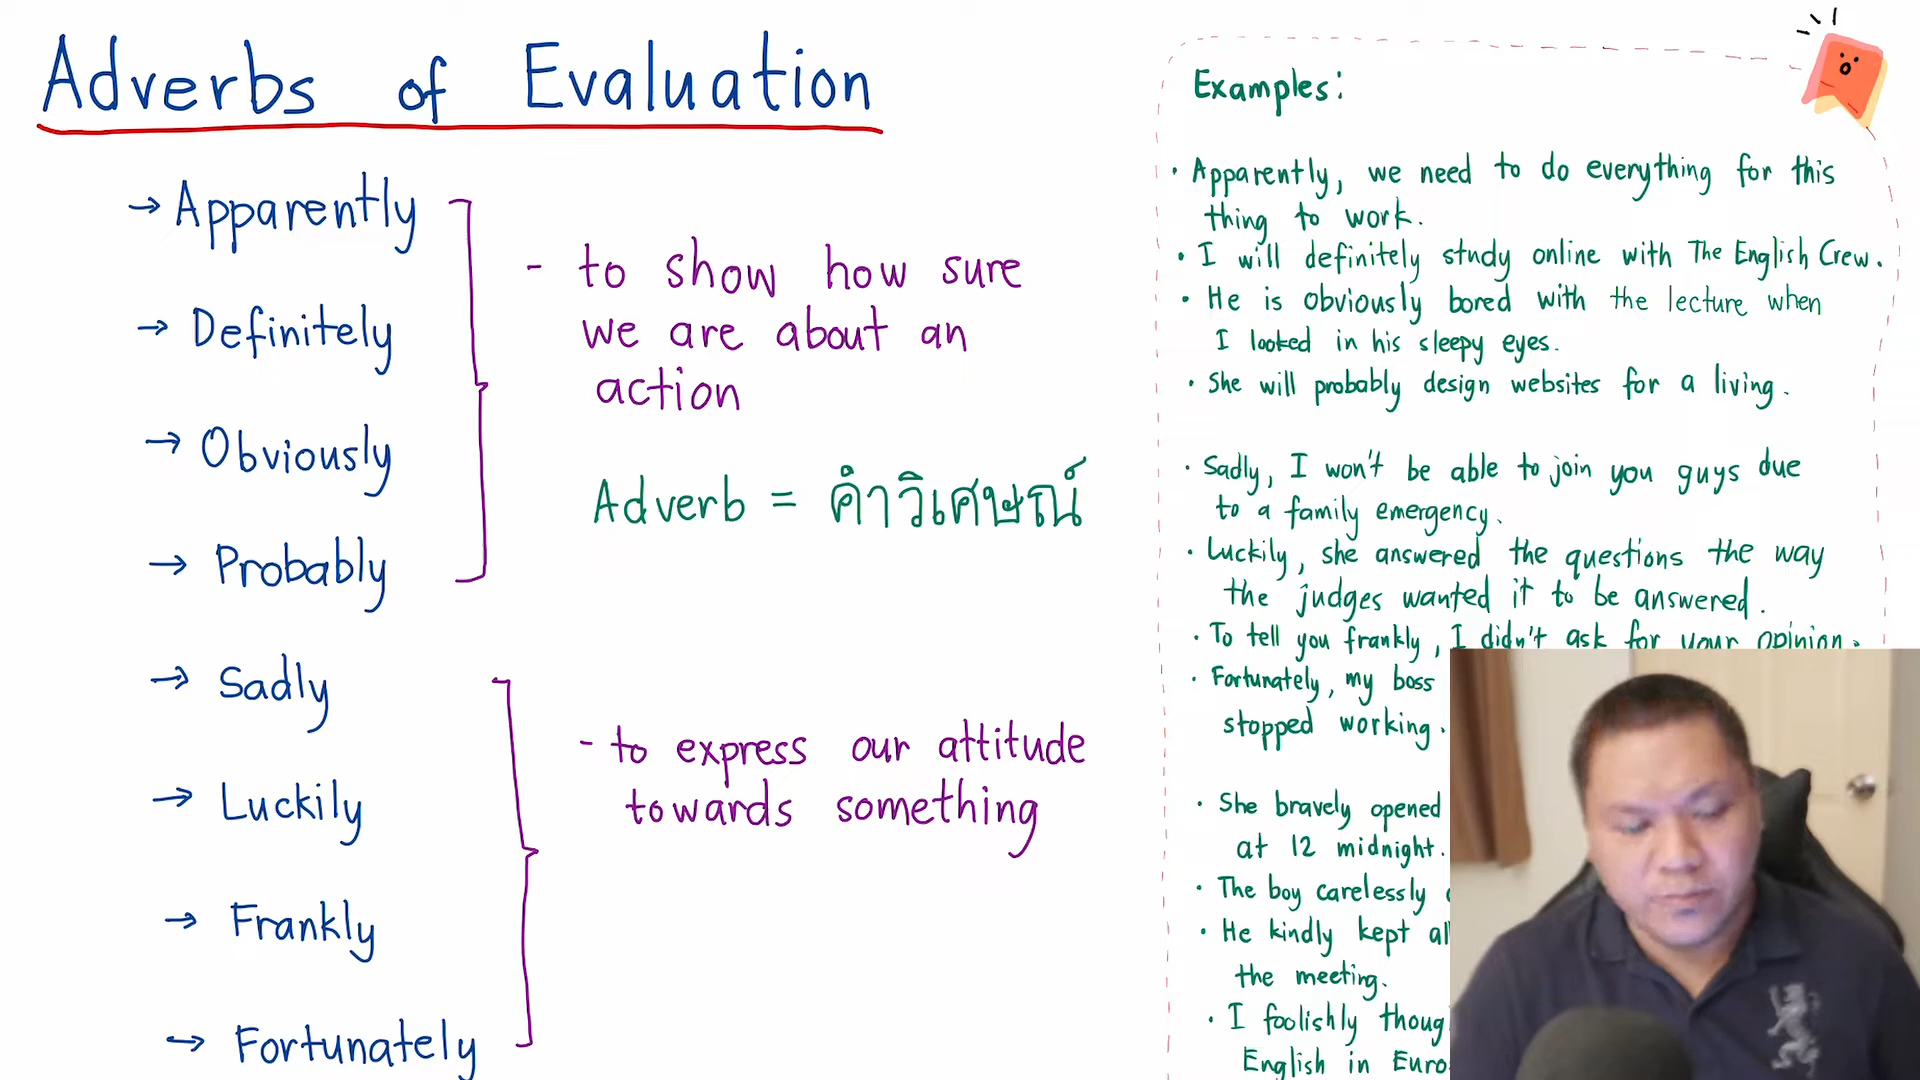 Adverbs of Evaluation
→ Apparently
→ Definitely
→ Obviously
→ Probably
- to show how sure
we are about an
action
Adverb = คำวิเศษณ์
→ Sadly
→ Luckily
→ Frankly
→ Fortunately
- to express our attitude
towards something
Examples:
• Apparently, we need to do everything for this
thing to work.
• I will definitely study online with The English Crew.
• He is obviously bored with the lecture when
I looked in his sleepy eyes.
• She will probably design websites for a living.
• Sadly, I won't be able to join you guys due
to a family emergency.
• Luckily, she answered the questions the way
the judges wanted it to be answered.
• To tell you frankly, I didn't ask for your opinion.
• Fortunately, my boss
stopped working.
• She bravely opened
at 12 midnight.
• The boy carelessly
• He kindly kept
the meeting.
• I foolishly
English in